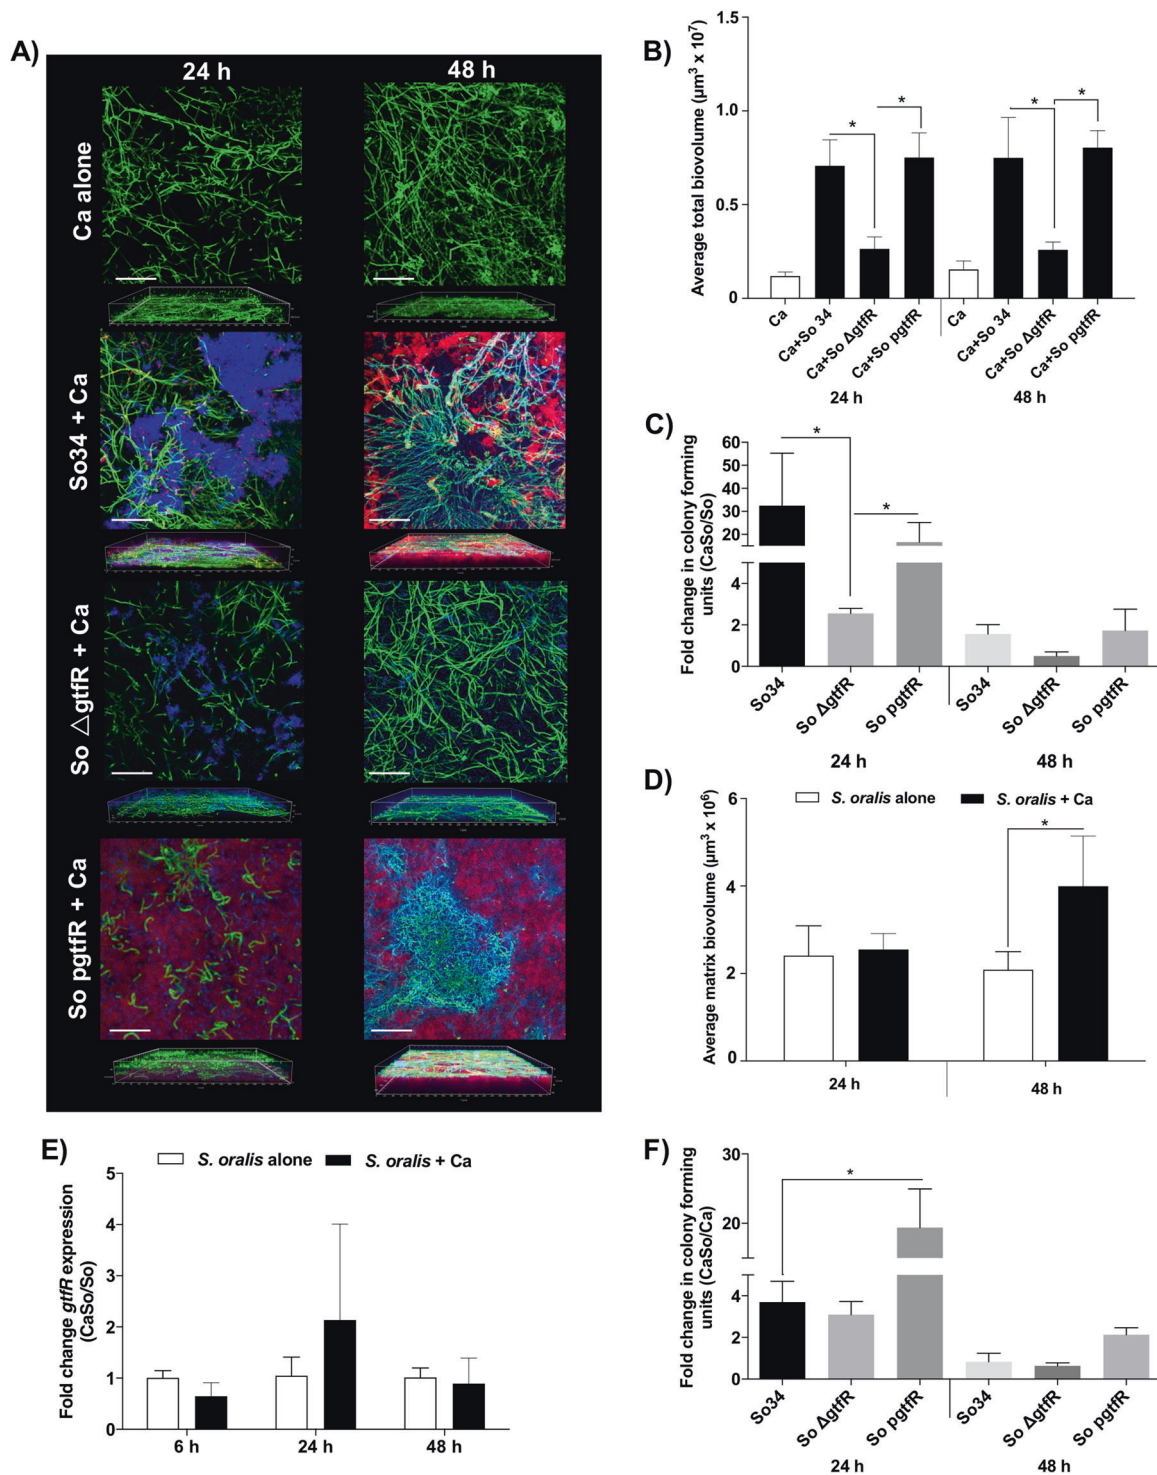 A)
24 h
48 h
Ca alone
So34 + Ca
So △gtfR + Ca
So pgtfR + Ca
B)
Average total biovolume (µm³ x 10⁷)
1.5
1.0
0.5
0
* * * *
Ca
Ca+So 34
Ca+So ΔgtfR
Ca+So pgtfR
Ca
Ca+So 34
Ca+So ΔgtfR
Ca+So pgtfR
24 h
48 h
C)
Fold change in colony forming
units (CaSo/So)
60
50
40
30
20
4
2
0
* *
So34
So ΔgtfR
So pgtfR
So34
So ΔgtfR
So pgtfR
24 h
48 h
D)
S. oralis alone
S. oralis + Ca
Average matrix biovolume (µm³ x 10⁶)
6
4
2
0
*
24 h
48 h
E)
S. oralis alone
S. oralis + Ca
Fold change gtfR expression
(CaSo/So)
5
4
3
2
1
0
6 h
24 h
48 h
F)
Fold change in colony forming
units (CaSo/Ca)
30
20
4
2
0
*
So34
So ΔgtfR
So pgtfR
So34
So ΔgtfR
So pgtfR
24 h
48 h